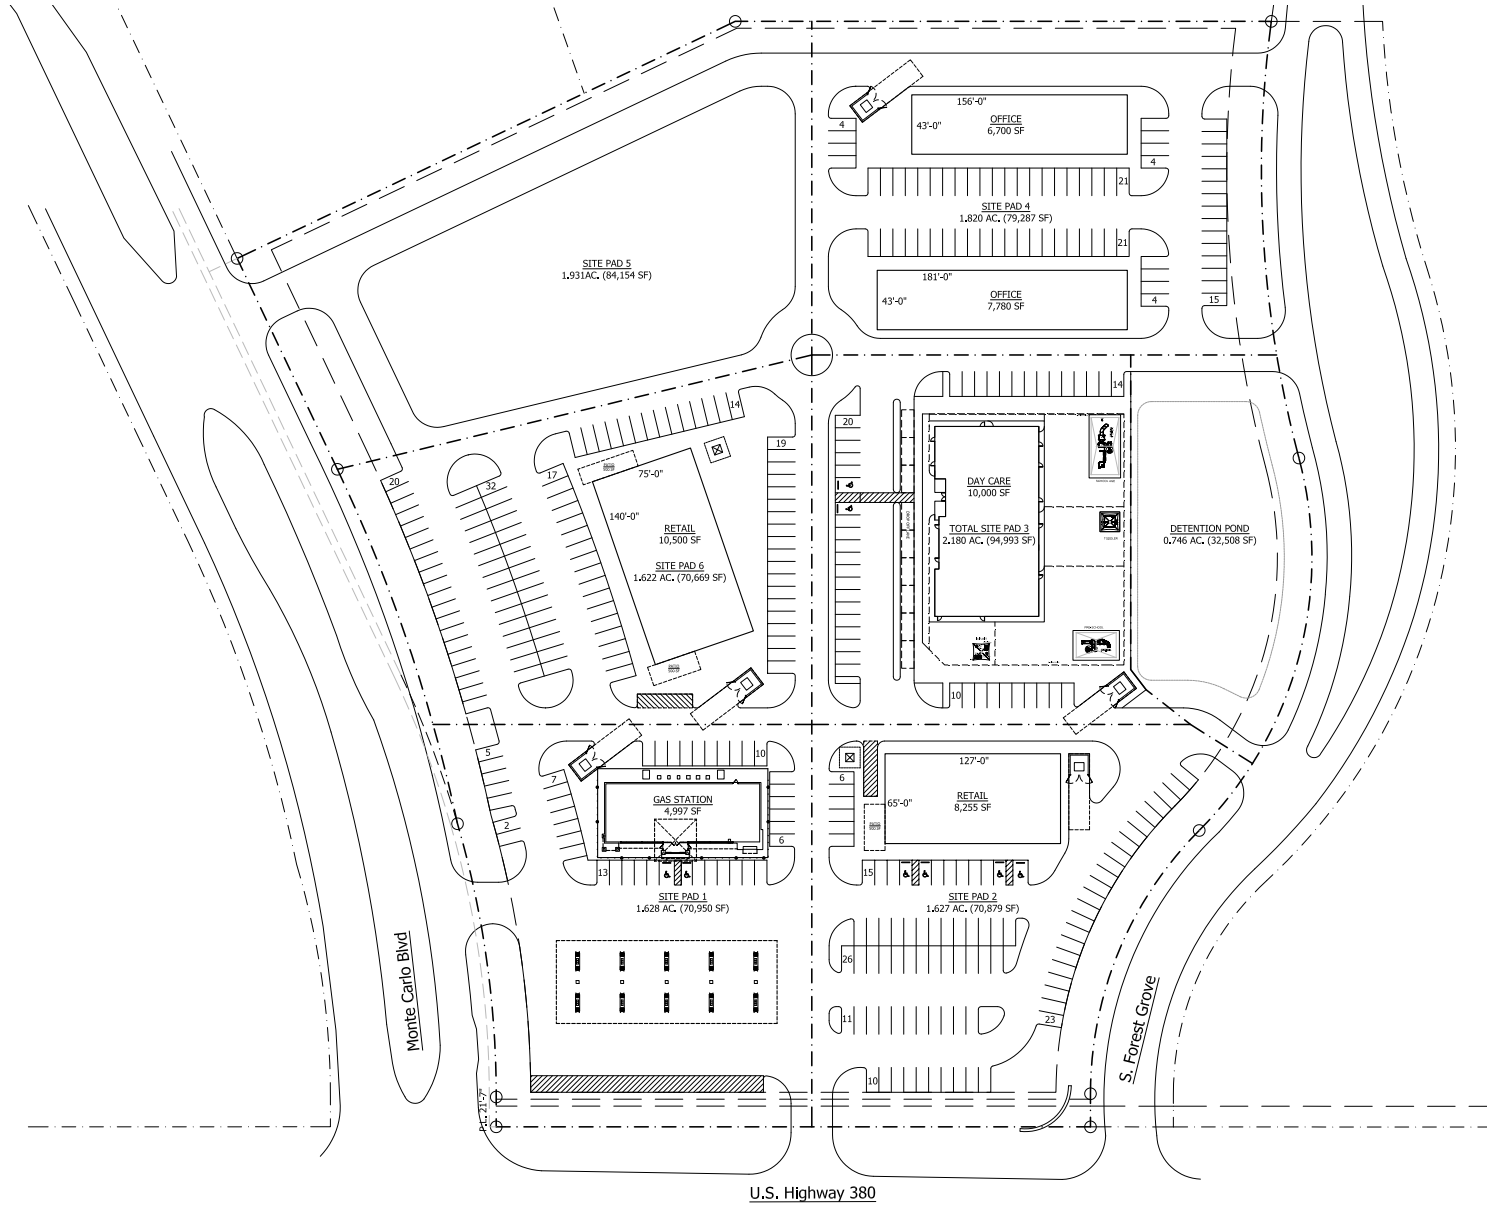 156'-0"
OFFICE
6,700 SF
43'-0"
4
4
21
SITE PAD 4
1.820 AC. (79,287 SF)
21
SITE PAD 5
1.931AC. (84,154 SF)
181'-0"
OFFICE
7,780 SF
43'-0"
4
15
14
14
20
19
17
75'-0"
20
32
140'-0"
RETAIL
10,500 SF
SITE PAD 6
1.622 AC. (70,669 SF)
DAY CARE
10,000 SF
TOTAL SITE PAD 3
2.180 AC. (94,993 SF)
TODDLER
DETENTION POND
0.746 AC. (32,508 SF)
10
5
10
7
6
127'-0"
GAS STATION
4,997 SF
RETAIL
8,255 SF
65'-0"
2
6
13
15
SITE PAD 1
1.628 AC. (70,950 SF)
SITE PAD 2
1.627 AC. (70,879 SF)
26
11
23
10
Monte Carlo Blvd
S. Forest Grove
P.L. 21'-7"
U.S. Highway 380